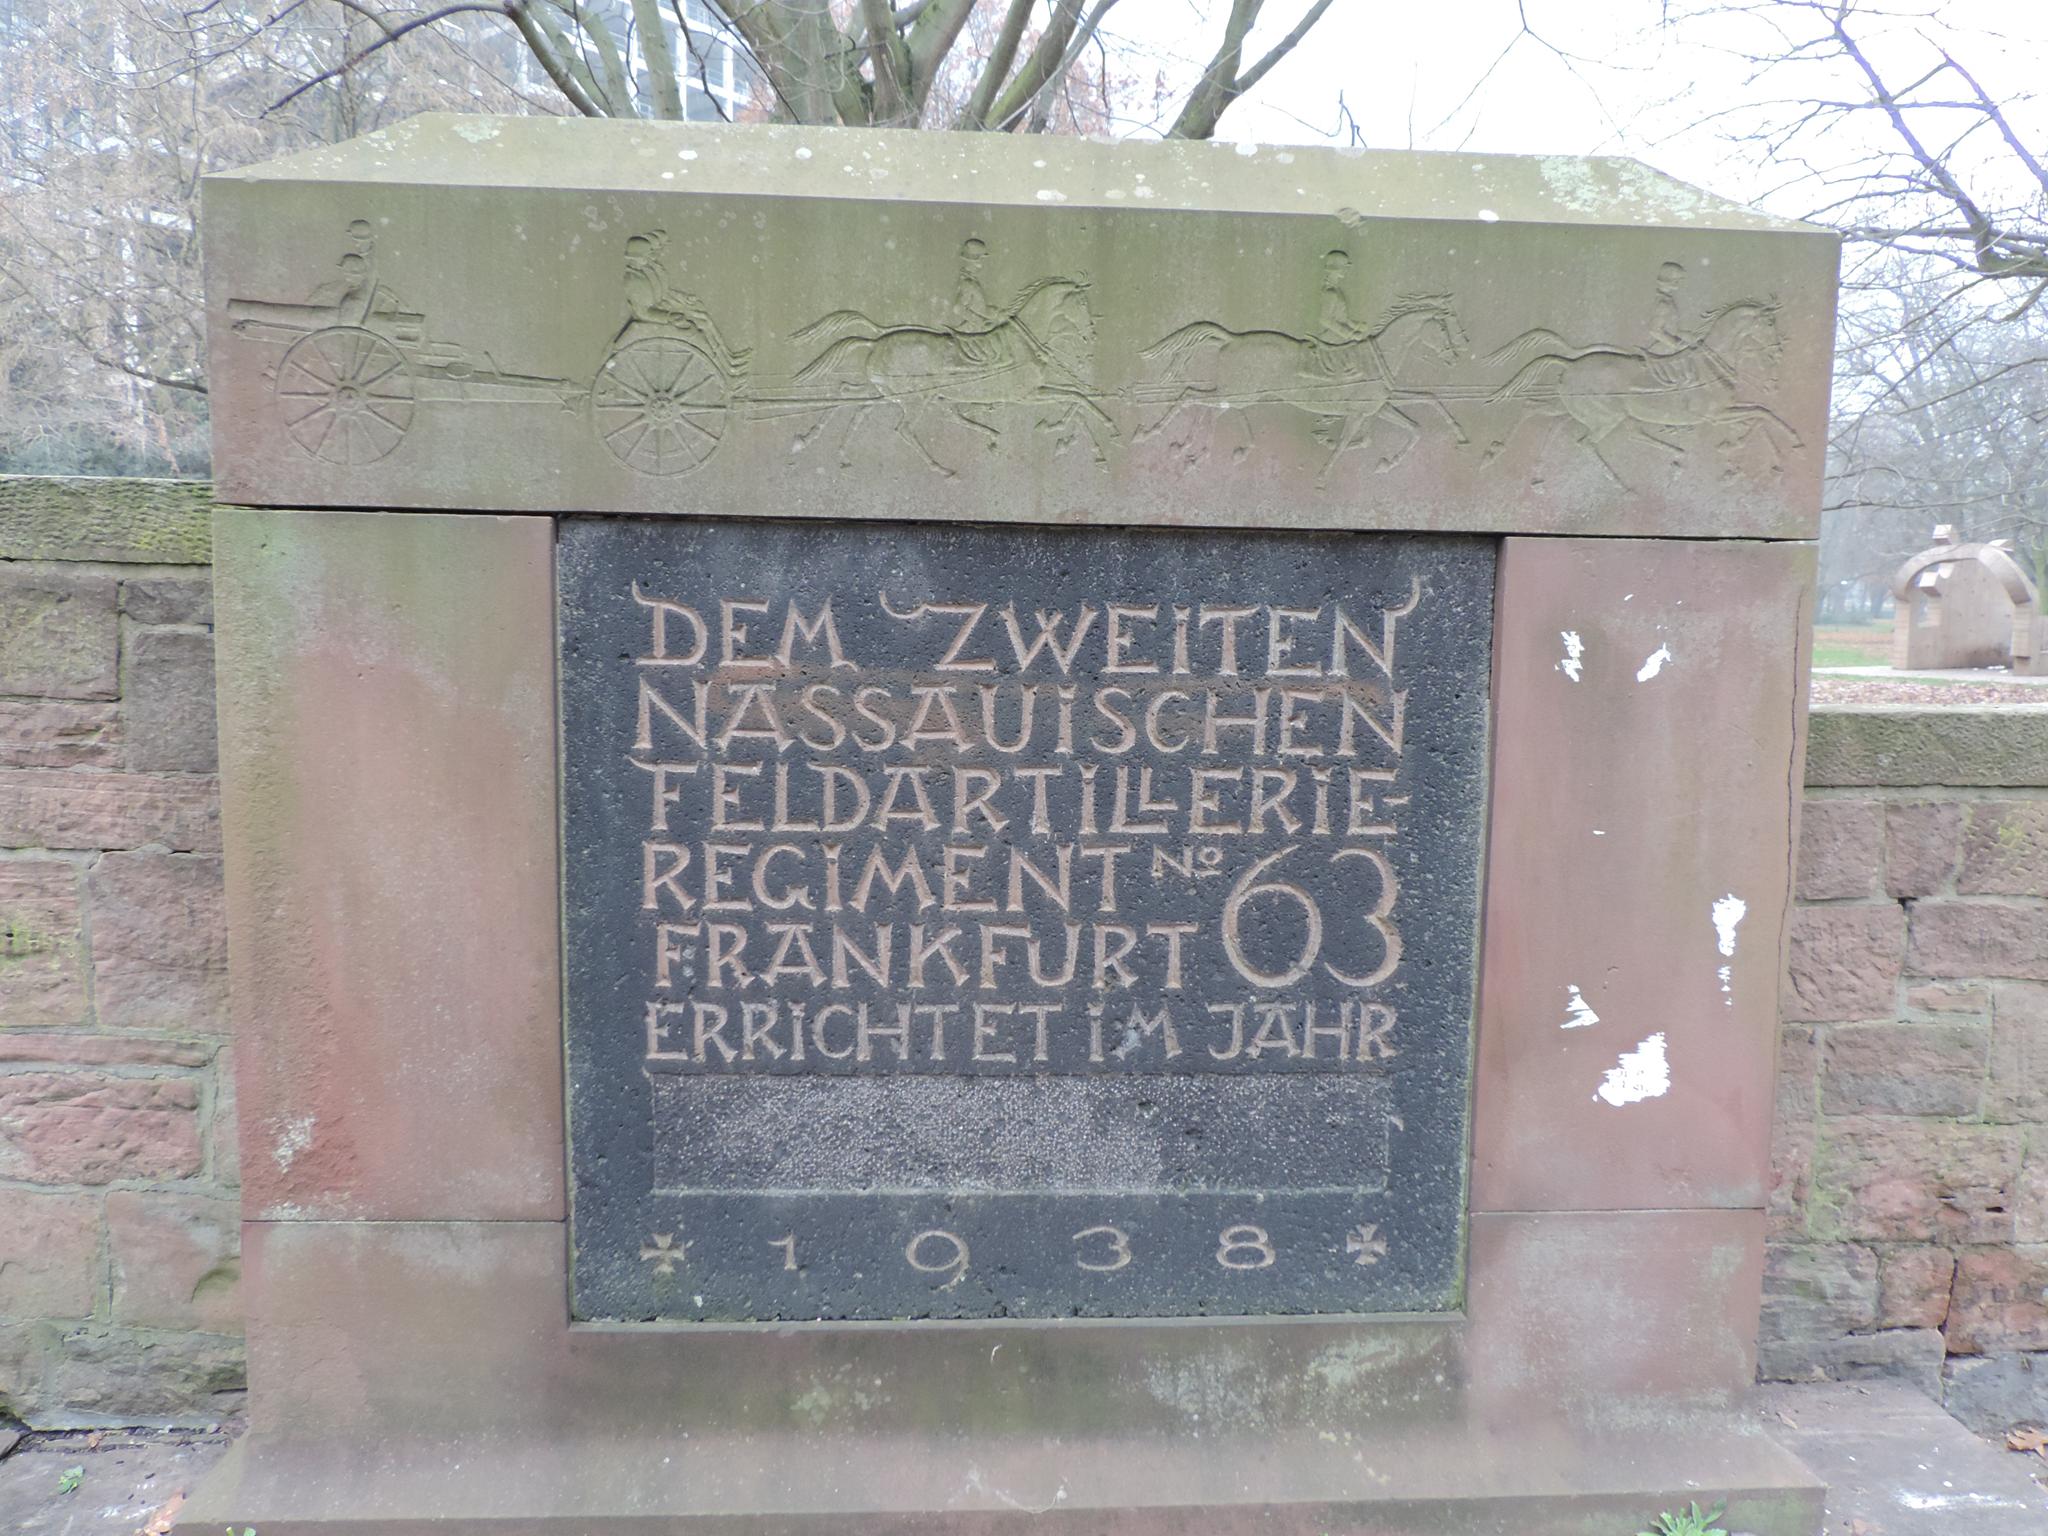 DEM ZWEITEN
NASSAUISCHEN
FELDARTILLERIE-
REGIMENT No 63
FRANKFURT
ERRICHTET IM JAHR
1938